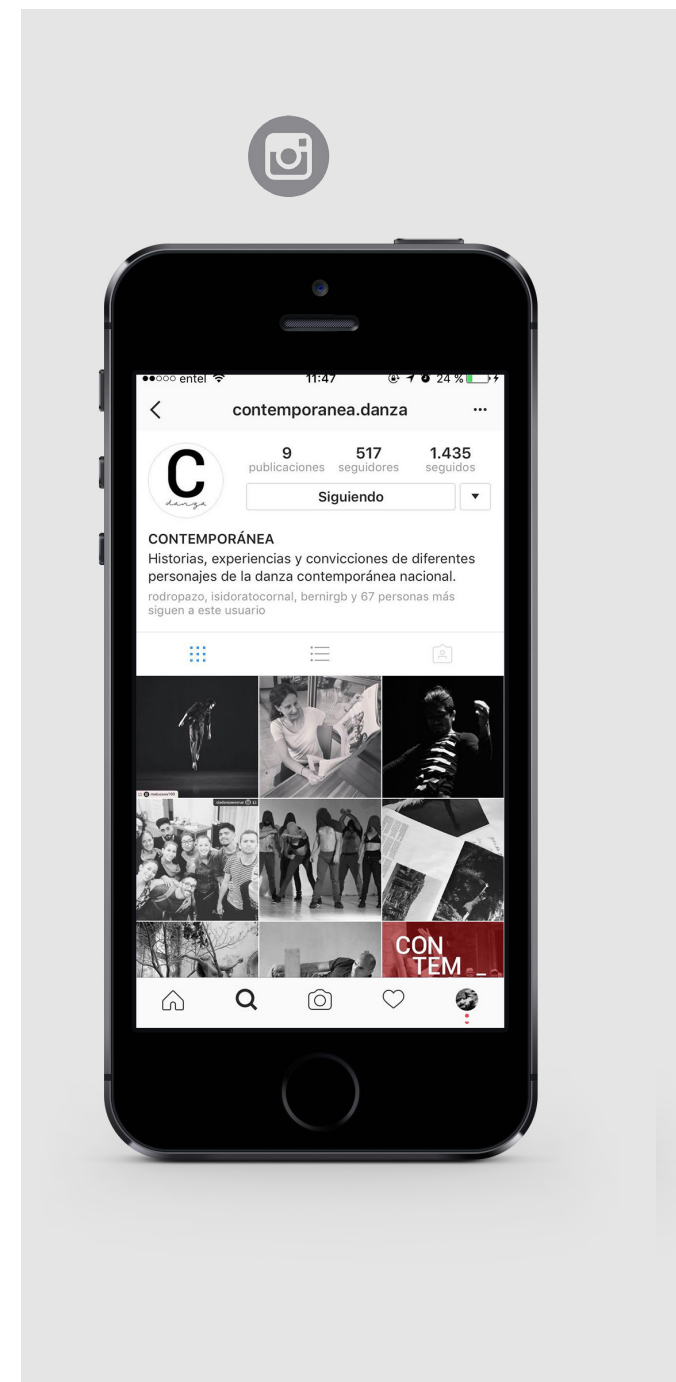 entel 11:47 24 %
contemporanea.danza
C
danza
9 517 1.435
publicaciones seguidores seguidos
Siguiendo
CONTEMPORÁNEA
Historias, experiencias y convicciones de diferentes
personajes de la danza contemporánea nacional.
rodropazo, isidoratocornal, bernirgb y 67 personas más
siguen a este usuario
CON
TEM _